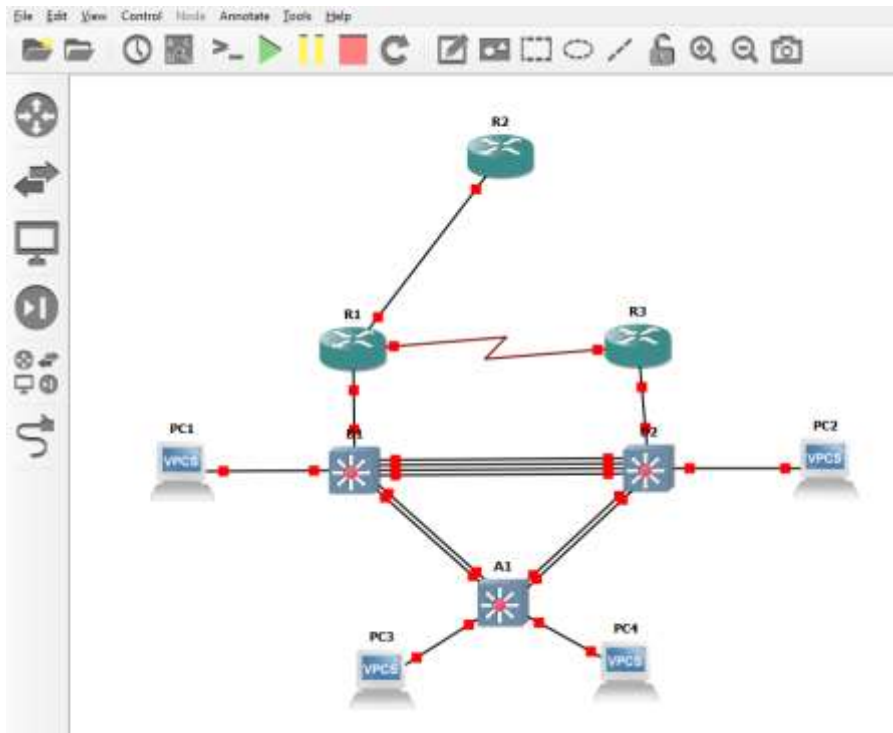 File Edit View Control Node Annotate Tools Help
R2
R1
R3
PC1
VPCS
PC2
VPCS
A1
PC3
VPCS
PC4
VPCS